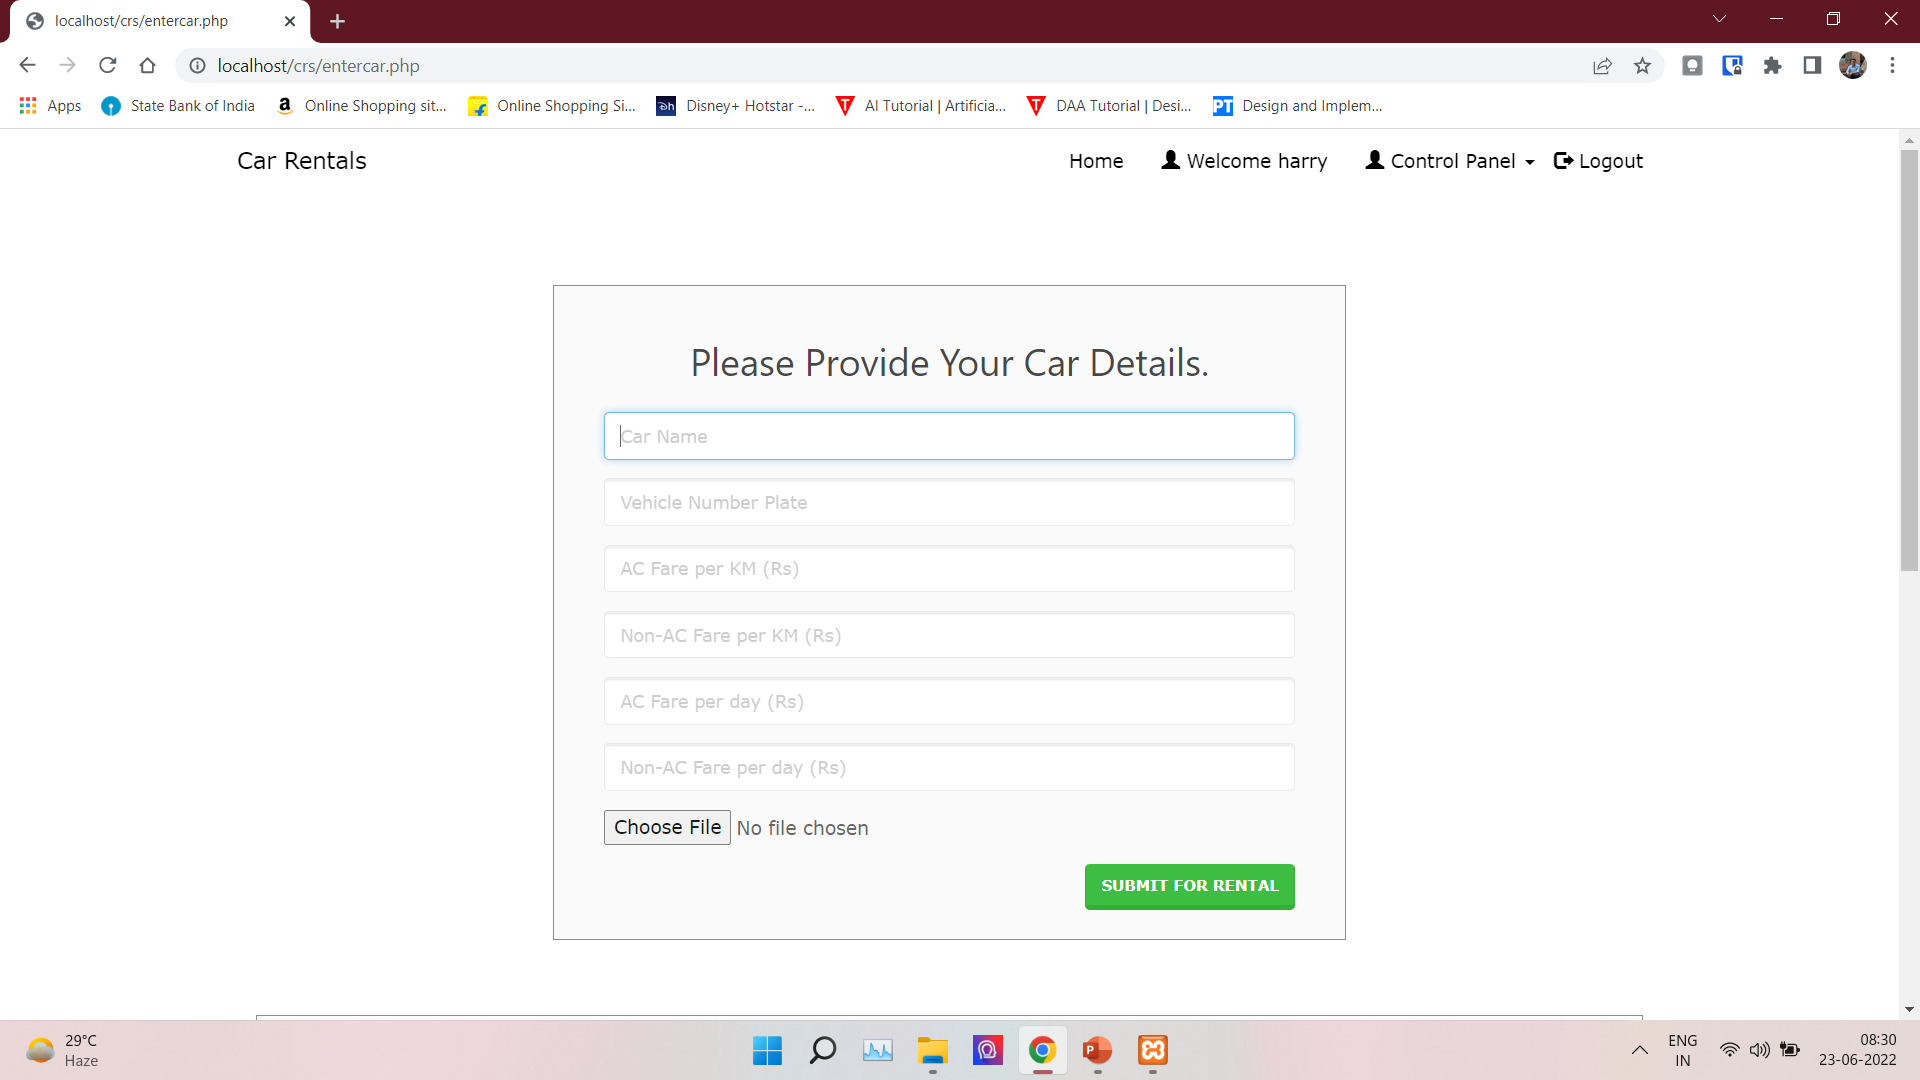 localhost/crs/entercar.php
localhost/crs/entercar.php
Apps State Bank of India Online Shopping sit... Online Shopping Si... Disney+ Hotstar -... AI Tutorial | Artificia... DAA Tutorial | Desi... Design and Implem...
Car Rentals Home Welcome harry Control Panel Logout
Please Provide Your Car Details.
Car Name
Vehicle Number Plate
AC Fare per KM (Rs)
Non-AC Fare per KM (Rs)
AC Fare per day (Rs)
Non-AC Fare per day (Rs)
Choose File No file chosen
SUBMIT FOR RENTAL
29°C
Haze
ENG
IN
08:30
23-06-2022